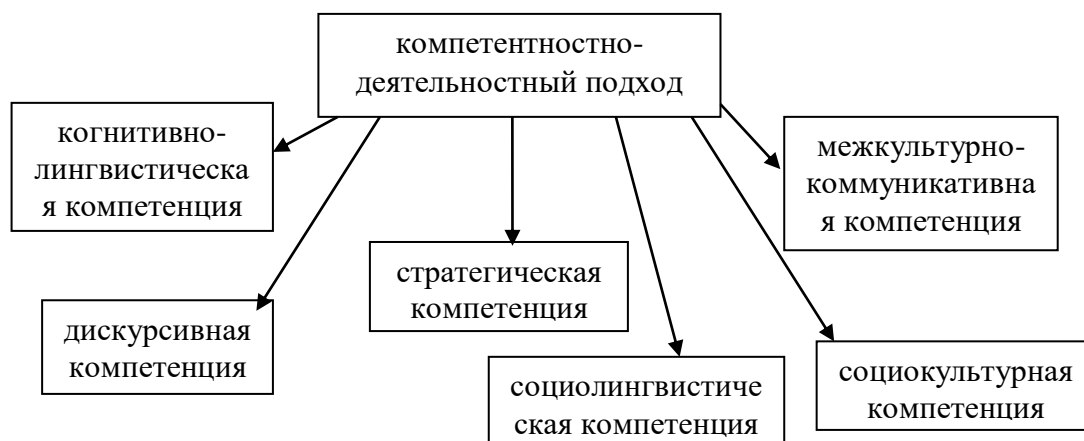 компетентностно-
деятельностный подход
когнитивно-
лингвистическа
я компетенция
межкультурно-
коммуникативна
я компетенция
стратегическая
компетенция
дискурсивная
компетенция
социолингвистиче
ская компетенция
социокультурная
компетенция